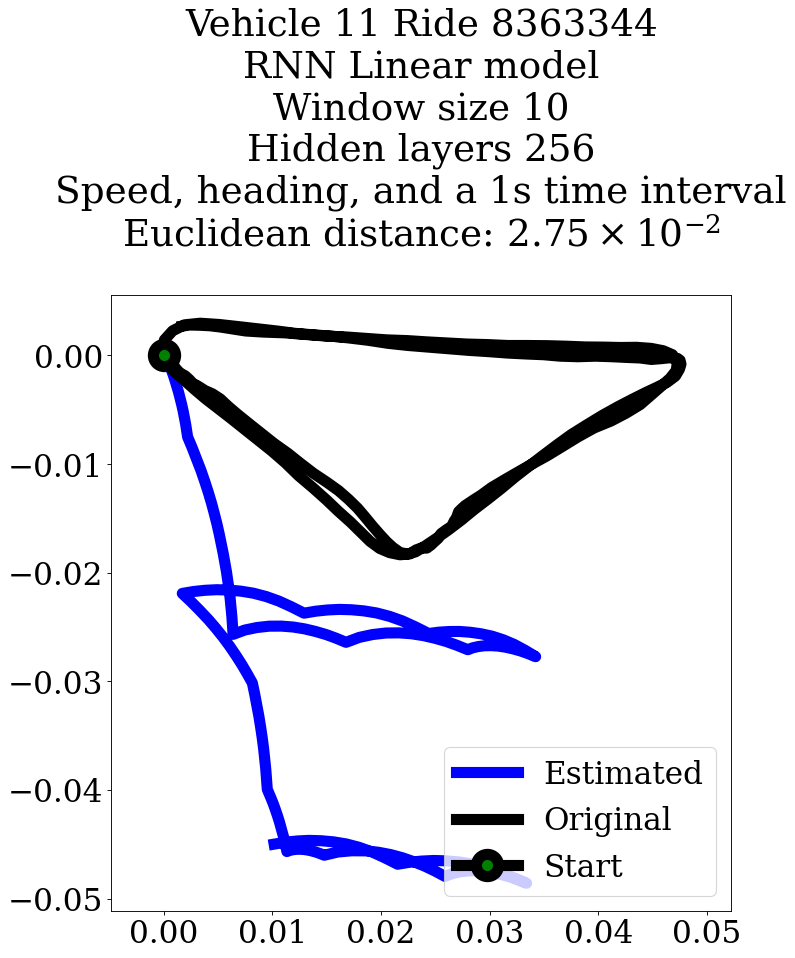 Vehicle 11 Ride 8363344
RNN Linear model
Window size 10
Hidden layers 256
Speed, heading, and a 1s time interval
Euclidean distance: 2.75 × 10⁻²
0.00
−0.01
−0.02
−0.03
−0.04
−0.05
Estimated
Original
Start
0.00 0.01 0.02 0.03 0.04 0.05